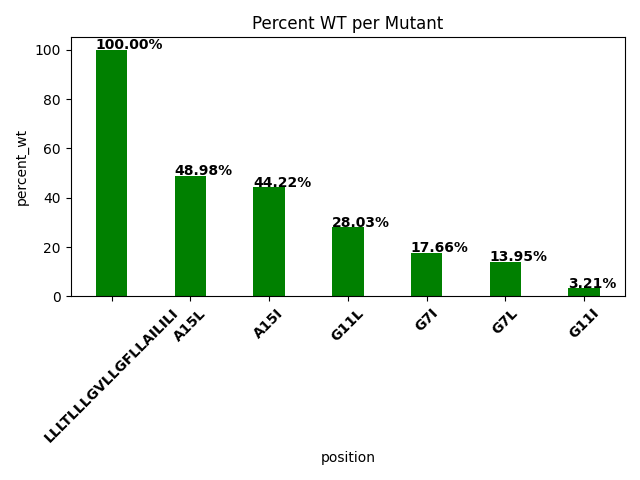 Percent WT per Mutant
percent_wt
100
80
60
40
20
0
100.00%
48.98%
44.22%
28.03%
17.66%
13.95%
3.21%
LLLTLLLGVLLGFLLAILILI
A15L
A15I
G11L
G7I
G7L
G11I
position